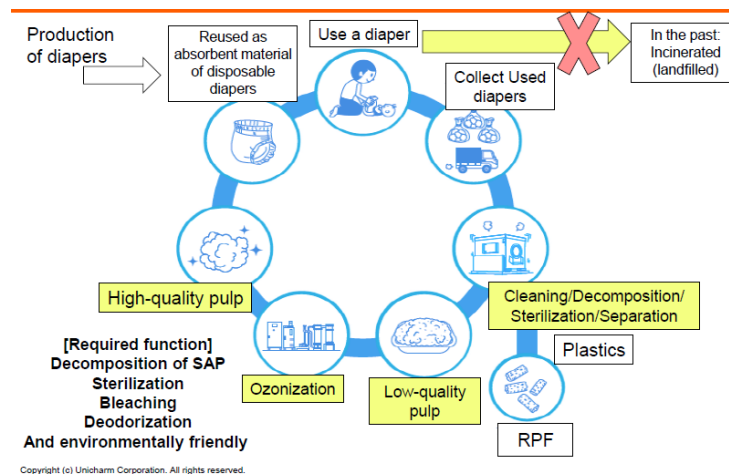 Production
of diapers
Reused as
absorbent material
of disposable
diapers
Use a diaper
In the past:
Incinerated
(landfilled)
Collect Used
diapers
Cleaning/Decomposition/
Sterilization/Separation
Plastics
RPF
Low-quality
pulp
Ozonization
High-quality pulp
[Required function]
Decomposition of SAP
Sterilization
Bleaching
Deodorization
And environmentally friendly
Copyright (c) Unicharm Corporation. All rights reserved.